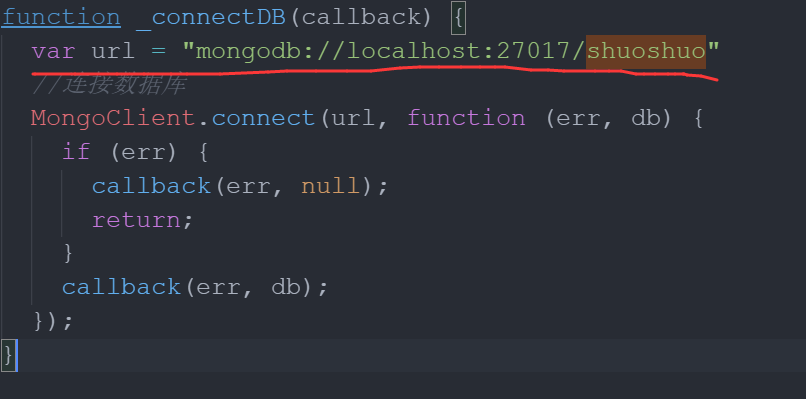 function _connectDB(callback) {
var url = "mongodb://localhost:27017/shuoshuo"
//连接数据库
MongoClient.connect(url, function (err, db) {
if (err) {
callback(err, null);
return;
}
callback(err, db);
});
}